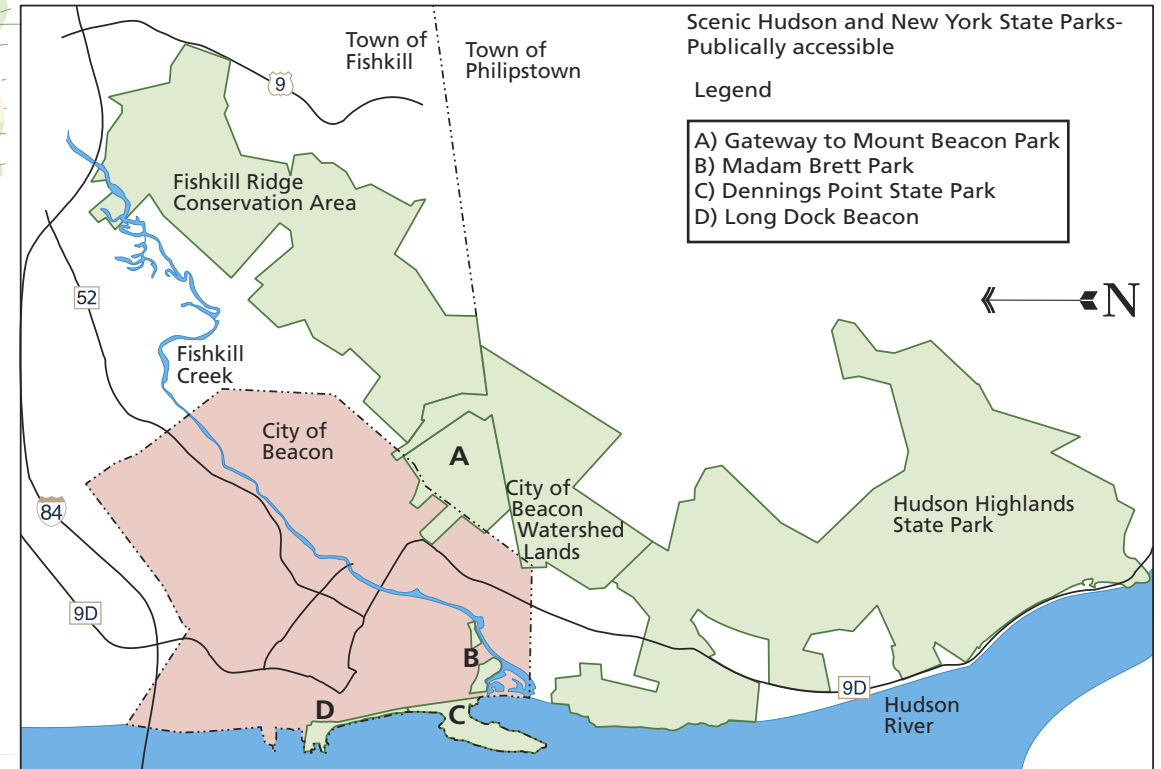 Scenic Hudson and New York State Parks-
Publically accessible
Legend
A) Gateway to Mount Beacon Park
B) Madam Brett Park
C) Dennings Point State Park
D) Long Dock Beacon
Town of
Fishkill
Town of
Philipstown
9
Fishkill Ridge
Conservation Area
52
N
Fishkill
Creek
City of
Beacon
A
City of
Beacon
Watershed
Lands
Hudson Highlands
State Park
84
9D
B
D
C
9D
Hudson
River